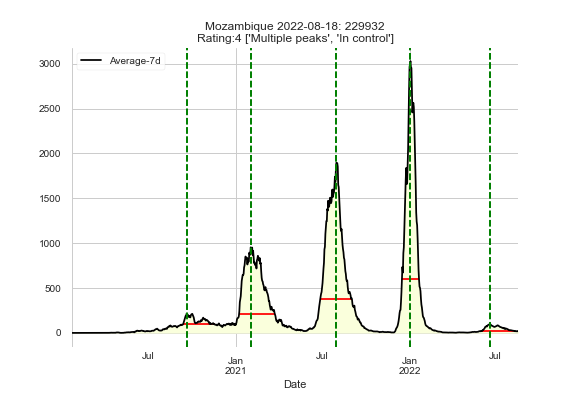 Mozambique 2022-08-18: 229932
Rating:4 ['Multiple peaks', 'In control']
Average-7d
3000
2500
2000
1500
1000
500
0
Jul
Jan
2021
Jul
Jan
2022
Jul
Date